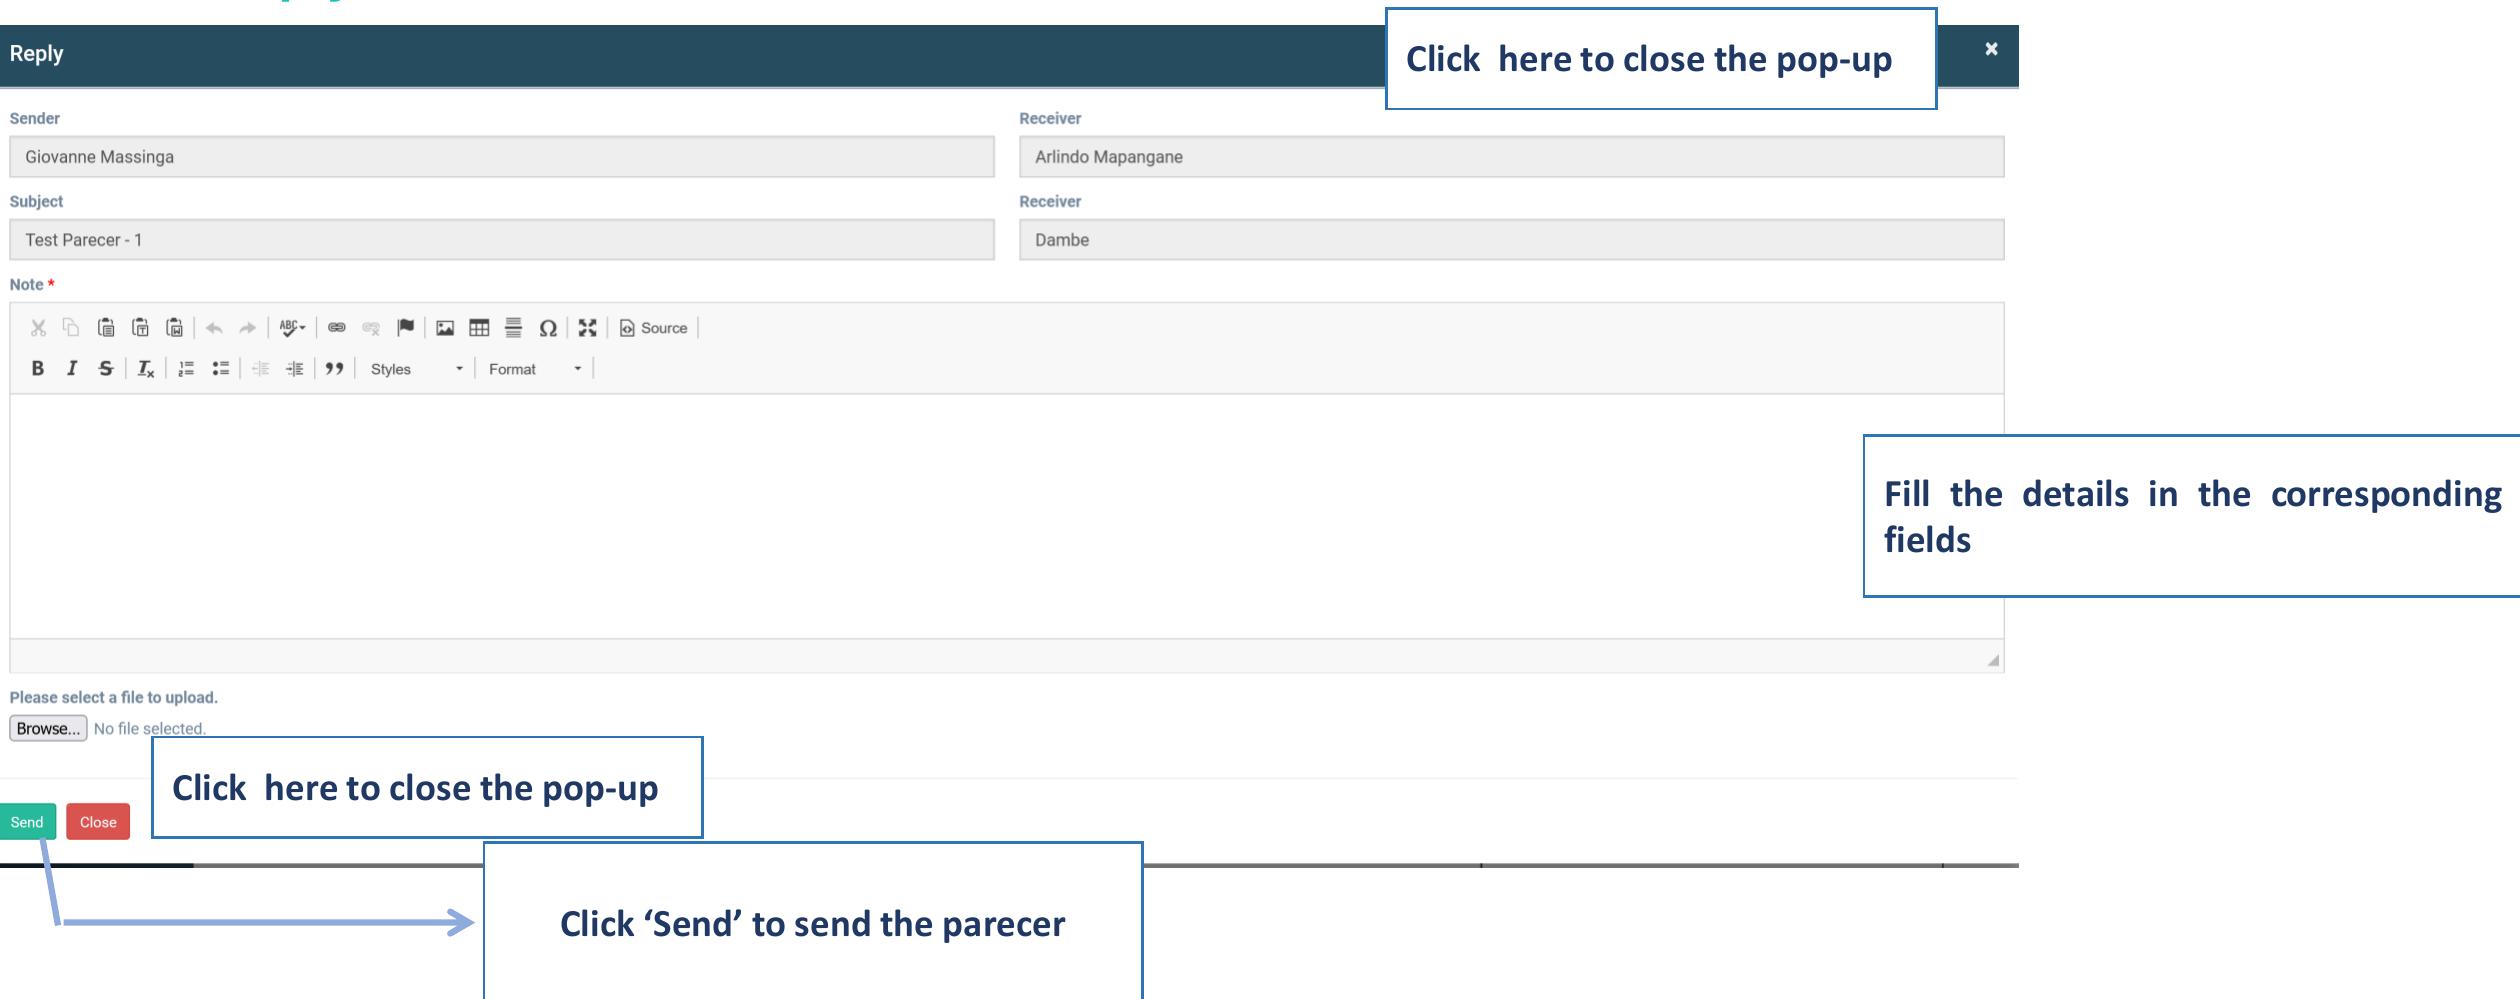 Reply
Click here to close the pop-up
×
Sender
Receiver
Giovanne Massinga
Arlindo Mapangane
Subject
Receiver
Test Parecer - 1
Dambe
Note *
ABC
Ω
Source
B I S Tx
Styles
Format
Fill the details in the corresponding
fields
Please select a file to upload.
Browse... No file selected.
Click here to close the pop-up
Send
Close
Click ‘Send’ to send the parecer